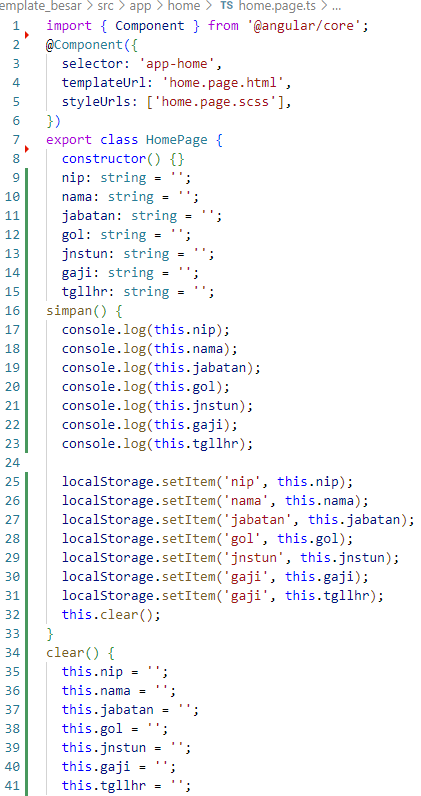 template_besar > src > app > home > TS home.page.ts > ...
1 import { Component } from '@angular/core';
2 @Component({
3   selector: 'app-home',
4   templateUrl: 'home.page.html',
5   styleUrls: ['home.page.scss'],
6 })
7 export class HomePage {
8   constructor() {}
9   nip: string = '';
10   nama: string = '';
11   jabatan: string = '';
12   gol: string = '';
13   jnstun: string = '';
14   gaji: string = '';
15   tgllhr: string = '';
16 simpan() {
17   console.log(this.nip);
18   console.log(this.nama);
19   console.log(this.jabatan);
20   console.log(this.gol);
21   console.log(this.jnstun);
22   console.log(this.gaji);
23   console.log(this.tgllhr);
24
25   localStorage.setItem('nip', this.nip);
26   localStorage.setItem('nama', this.nama);
27   localStorage.setItem('jabatan', this.jabatan);
28   localStorage.setItem('gol', this.gol);
29   localStorage.setItem('jnstun', this.jnstun);
30   localStorage.setItem('gaji', this.gaji);
31   localStorage.setItem('gaji', this.tgllhr);
32   this.clear();
33 }
34 clear() {
35   this.nip = '';
36   this.nama = '';
37   this.jabatan = '';
38   this.gol = '';
39   this.jnstun = '';
40   this.gaji = '';
41   this.tgllhr = '';